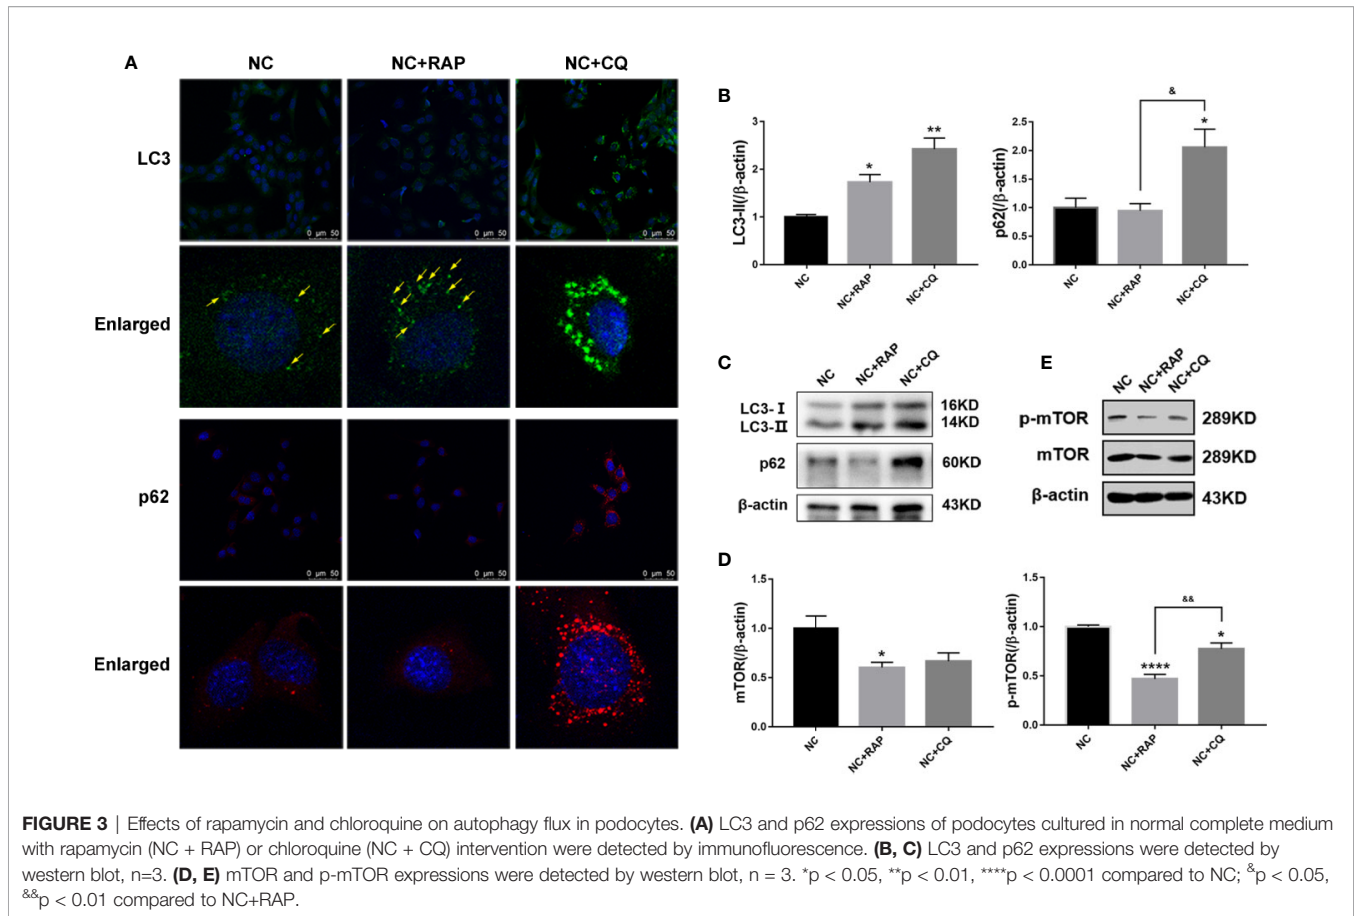 A
NC
NC+RAP
NC+CQ
LC3
0 µm 50
0 µm 50
0 µm 50
Enlarged
p62
0 µm 50
0 µm 50
0 µm 50
Enlarged
B
LC3-II(/β-actin)
3
2
1
0
*
**
NC
NC+RAP
NC+CQ
p62(/β-actin)
2.5
2.0
1.5
1.0
0.5
0.0
&
*
NC
NC+RAP
NC+CQ
C
NC
NC+RAP
NC+CQ
LC3-Ⅰ 16KD
LC3-Ⅱ 14KD
p62 60KD
β-actin 43KD
E
NC
NC+RAP
NC+CQ
p-mTOR 289KD
mTOR 289KD
β-actin 43KD
D
mTOR(/β-actin)
1.5
1.0
0.5
0.0
*
NC
NC+RAP
NC+CQ
p-mTOR(/β-actin)
1.5
1.0
0.5
0.0
&&
****
*
NC
NC+RAP
NC+CQ
FIGURE 3 | Effects of rapamycin and chloroquine on autophagy flux in podocytes. (A) LC3 and p62 expressions of podocytes cultured in normal complete medium
with rapamycin (NC + RAP) or chloroquine (NC + CQ) intervention were detected by immunofluorescence. (B, C) LC3 and p62 expressions were detected by
western blot, n=3. (D, E) mTOR and p-mTOR expressions were detected by western blot, n = 3. *p < 0.05, **p < 0.01, ****p < 0.0001 compared to NC; &p < 0.05,
&&p < 0.01 compared to NC+RAP.